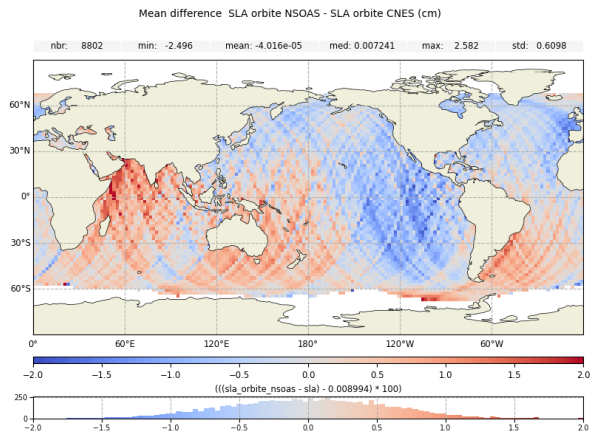 Mean difference SLA orbite NSOAS - SLA orbite CNES (cm)
nbr: 8802 min: -2.496 mean: -4.016e-05 med: 0.007241 max: 2.582 std: 0.6098
60°N
30°N
0°
30°S
60°S
0° 60°E 120°E 180° 120°W 60°W
−2.0 −1.5 −1.0 −0.5 0.0 0.5 1.0 1.5 2.0
(((sla_orbite_nsoas - sla) - 0.008994) * 100)
250
0
−2.0 −1.5 −1.0 −0.5 0.0 0.5 1.0 1.5 2.0